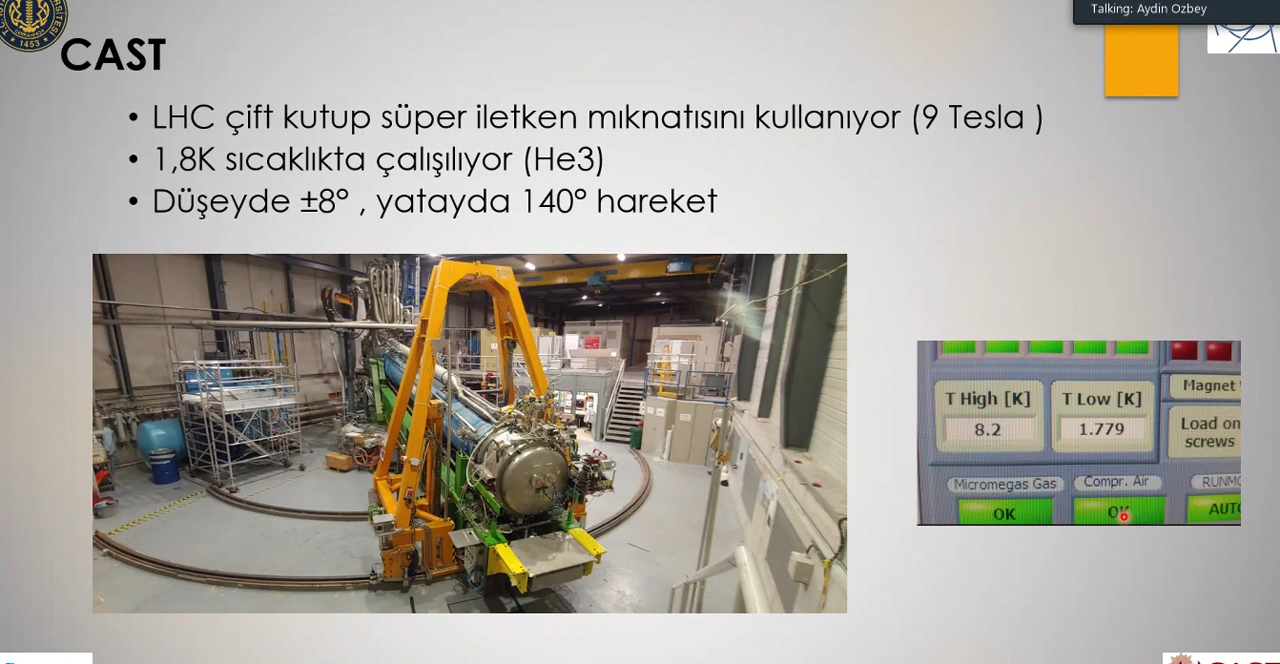 Talking: Aydin Ozbey
1453
CAST
• LHC çift kutup süper iletken mıknatısını kullanıyor (9 Tesla )
• 1,8K sıcaklıkta çalışılıyor (He3)
• Düşeyde ±8° , yatayda 140° hareket
T High [K] T Low [K] Magnet
8.2 1.779 Load on
screws
Micromegas Gas Compr. Air
OK OK